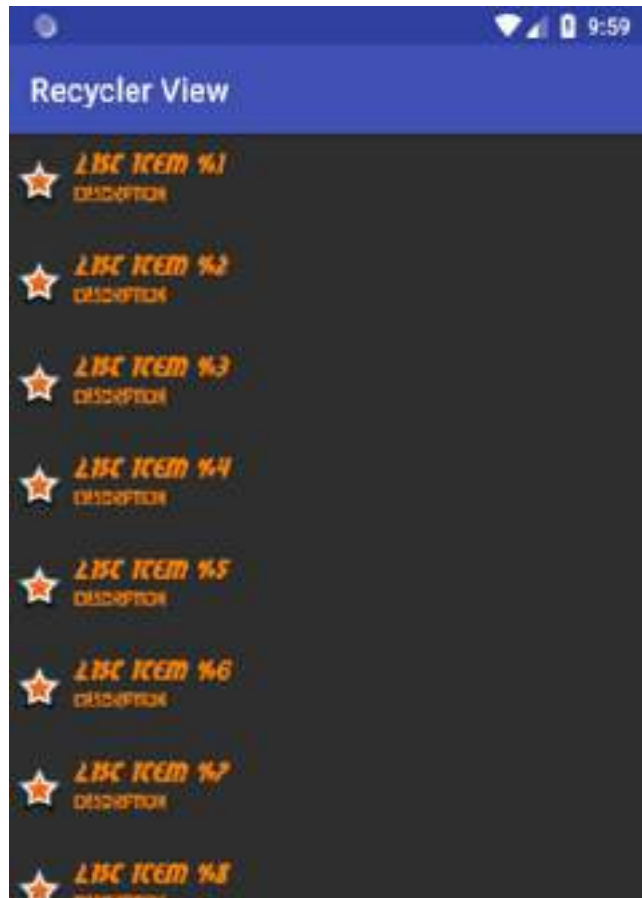 9:59
Recycler View
LIST ITEM %1
DESCRIPTION
LIST ITEM %2
DESCRIPTION
LIST ITEM %3
DESCRIPTION
LIST ITEM %4
DESCRIPTION
LIST ITEM %5
DESCRIPTION
LIST ITEM %6
DESCRIPTION
LIST ITEM %7
DESCRIPTION
LIST ITEM %8